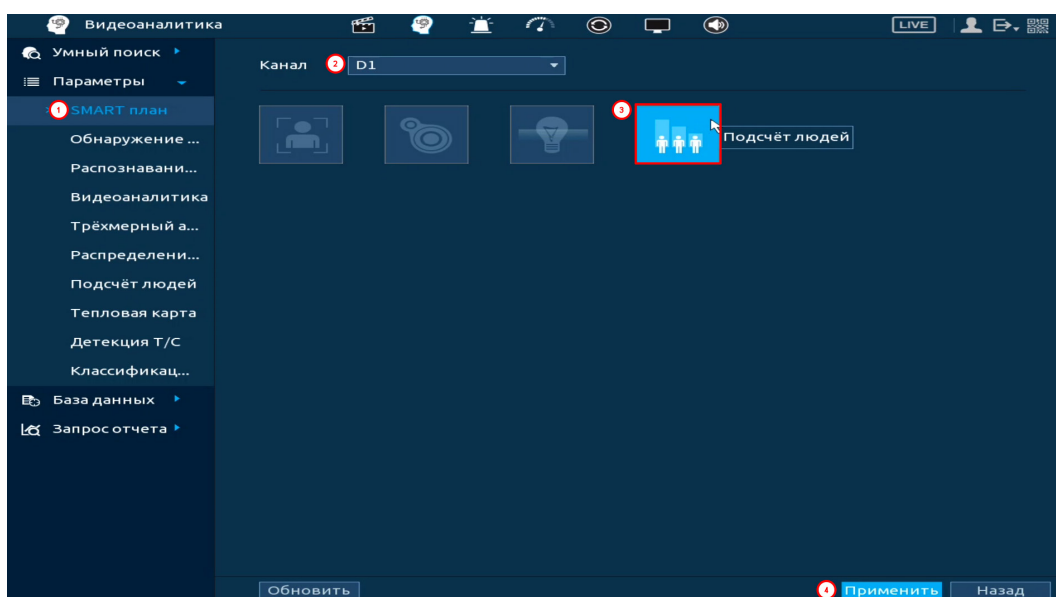 Видеоаналитика
LIVE
Умный поиск
Параметры
1 SMART план
Обнаружение ...
Распознавани...
Видеоаналитика
Трёхмерный а...
Распределени...
Подсчёт людей
Тепловая карта
Детекция Т/С
Классификац...
База данных
Запрос отчета
Канал 2 D1
3
Подсчёт людей
Обновить
4 Применить
Назад